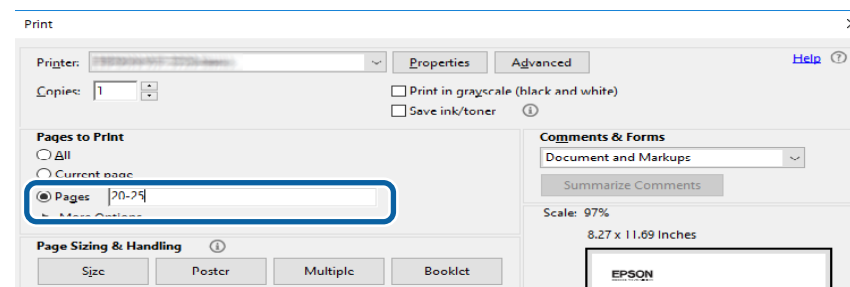 Print
Printer: Properties Advanced Help
Copies: 1 Print in grayscale (black and white)
Save ink/toner
Pages to Print
All
Current page
Pages 20-25
More Options
Comments & Forms
Document and Markups
Summarize Comments
Scale: 97%
8.27 x 11.69 Inches
Page Sizing & Handling
Size Poster Multiple Booklet
EPSON